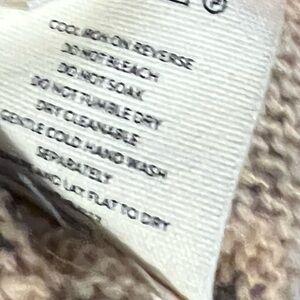 COOL IRON ON REVERSE
DO NOT BLEACH
DO NOT SOAK
DO NOT TUMBLE DRY
DRY CLEANABLE
GENTLE COLD HAND WASH
SEPARATELY
AND LAY FLAT TO DRY